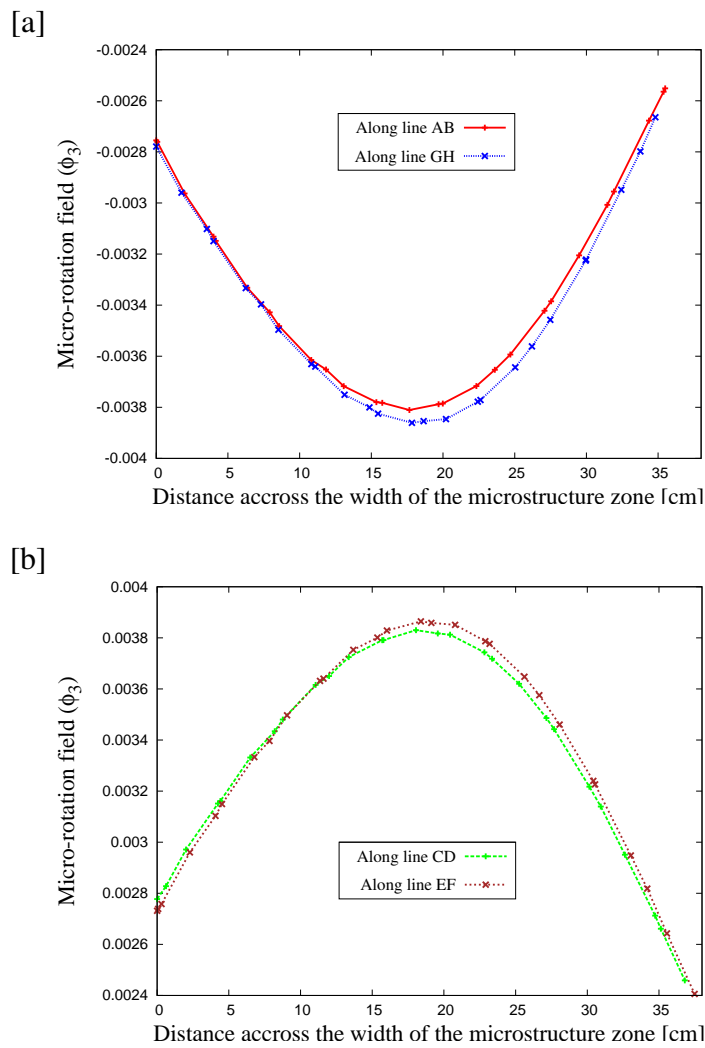 [a]
-0.0024
-0.0026
-0.0028
-0.003
-0.0032
-0.0034
-0.0036
-0.0038
-0.004
Micro-rotation field (ϕ₃)
Along line AB
Along line GH
0 5 10 15 20 25 30 35
Distance accross the width of the microstructure zone [cm]
[b]
0.004
0.0038
0.0036
0.0034
0.0032
0.003
0.0028
0.0026
0.0024
Micro-rotation field (ϕ₃)
Along line CD
Along line EF
0 5 10 15 20 25 30 35
Distance accross the width of the microstructure zone [cm]